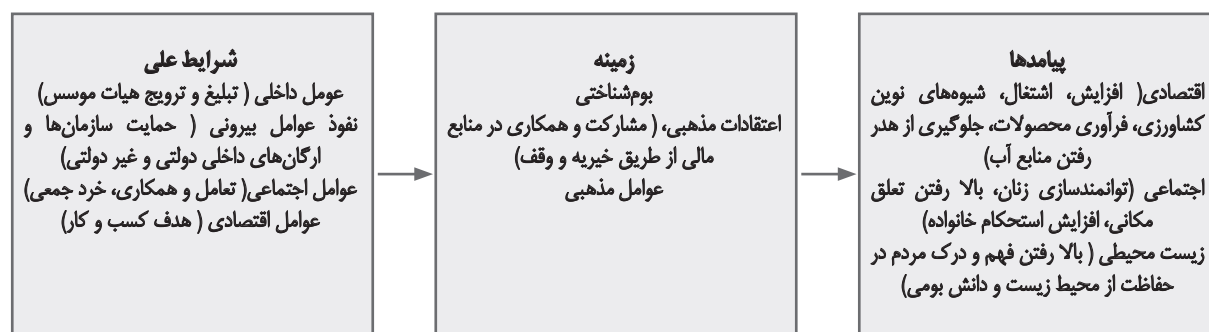 شرایط علی
عومل داخلی ( تبلیغ و ترویج هیات موسس)
نفوذ عوامل بیرونی ( حمایت سازمان‌ها و
ارگان‌های داخلی دولتی و غیر دولتی)
عوامل اجتماعی( تعامل و همکاری، خرد جمعی)
عوامل اقتصادی ( هدف کسب و کار)
زمینه
بوم‌شناختی
اعتقادات مذهبی، ( مشارکت و همکاری در منابع
مالی از طریق خیریه و وقف)
عوامل مذهبی
پیامدها
اقتصادی( افزایش، اشتغال، شیوه‌های نوین
کشاورزی، فرآوری محصولات، جلوگیری از هدر
رفتن منابع آب)
اجتماعی (توانمندسازی زنان، بالا رفتن تعلق
مکانی، افزایش استحکام خانواده)
زیست محیطی ( بالا رفتن فهم و درک مردم در
حفاظت از محیط زیست و دانش بومی)